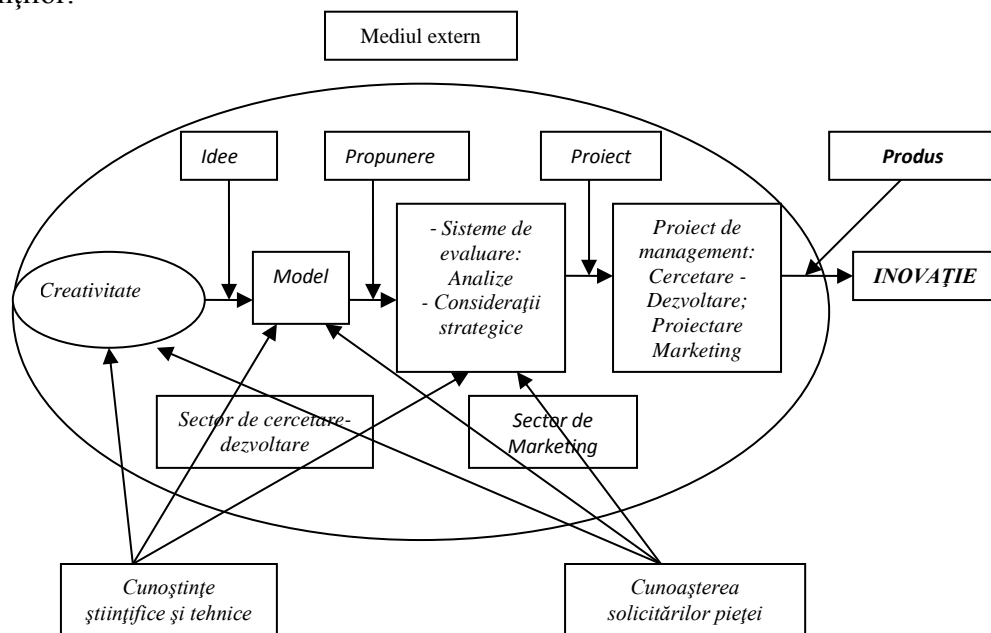 Mediul extern
Idee
Propunere
Proiect
Produs
Creativitate
Model
- Sisteme de
evaluare:
Analize
- Consideraţii
strategice
Proiect de
management:
Cercetare -
Dezvoltare;
Proiectare
Marketing
INOVAŢIE
Sector de cercetare-
dezvoltare
Sector de
Marketing
Cunoştinţe
ştiinţifice şi tehnice
Cunoaşterea
solicitărilor pieţei